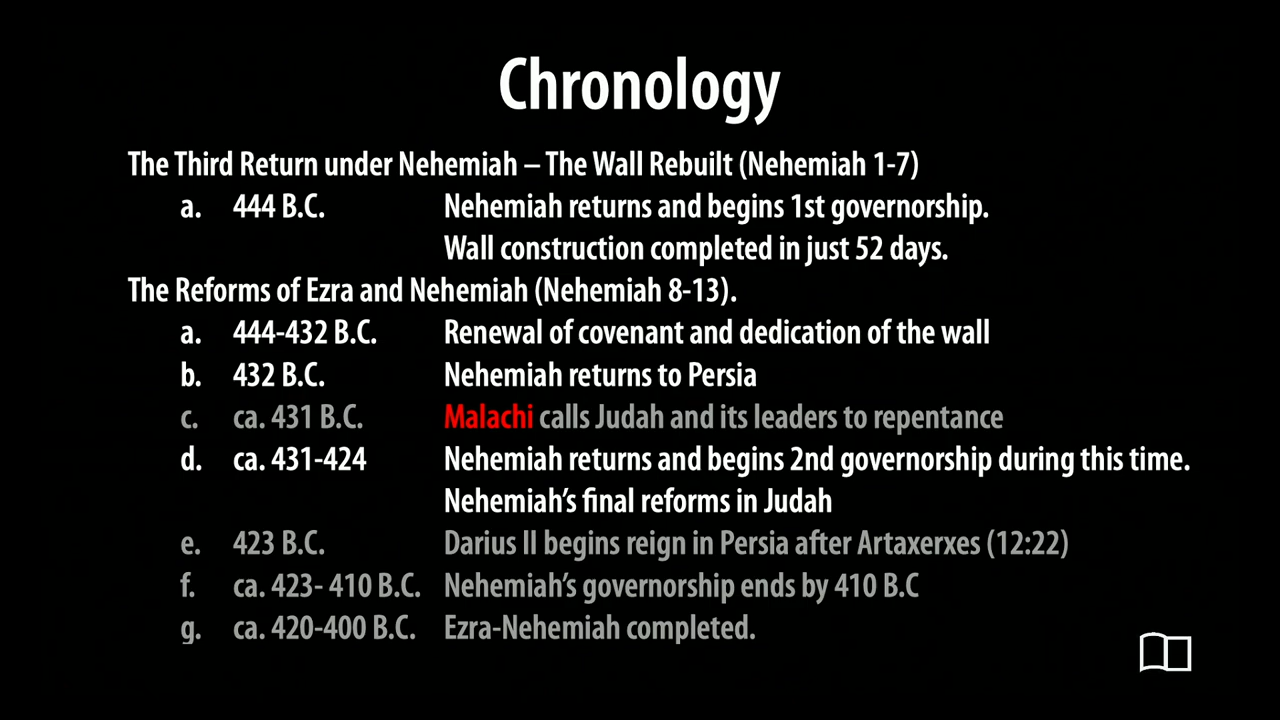 Chronology
The Third Return under Nehemiah – The Wall Rebuilt (Nehemiah 1-7)
a. 444 B.C. Nehemiah returns and begins 1st governorship.
Wall construction completed in just 52 days.
The Reforms of Ezra and Nehemiah (Nehemiah 8-13).
a. 444-432 B.C. Renewal of covenant and dedication of the wall
b. 432 B.C. Nehemiah returns to Persia
c. ca. 431 B.C. Malachi calls Judah and its leaders to repentance
d. ca. 431-424 Nehemiah returns and begins 2nd governorship during this time.
Nehemiah’s final reforms in Judah
e. 423 B.C. Darius II begins reign in Persia after Artaxerxes (12:22)
f. ca. 423- 410 B.C. Nehemiah’s governorship ends by 410 B.C
g. ca. 420-400 B.C. Ezra-Nehemiah completed.